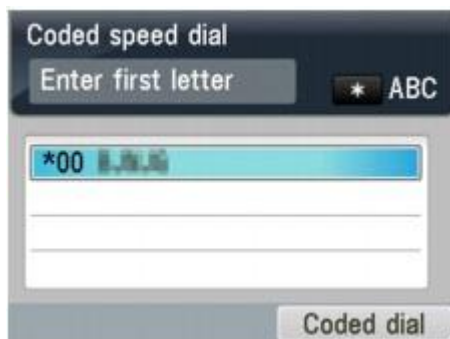 Coded speed dial
Enter first letter
* ABC
*00
Coded dial